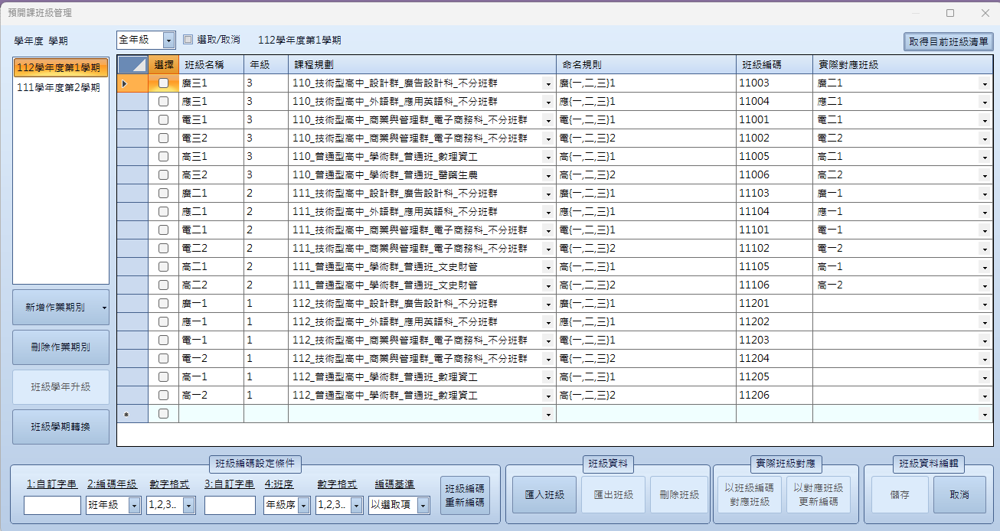 預開課班級管理
學年度 學期
全年級 選取/取消 112學年度第1學期 取得目前班級清單
112學年度第1學期
111學年度第2學期
選擇 班級名稱 年級 課程規劃 命名規則 班級編碼 實際對應班級
廣三1 3 110_技術型高中_設計群_廣告設計科_不分班群 廣{一,二,三}1 11003 廣二1
應三1 3 110_技術型高中_外語群_應用英語科_不分班群 應{一,二,三}1 11004 應二1
電三1 3 110_技術型高中_商業與管理群_電子商務科_不分班群 電{一,二,三}1 11001 電二1
電三2 3 110_技術型高中_商業與管理群_電子商務科_不分班群 電{一,二,三}2 11002 電二2
高三1 3 110_普通型高中_學術群_普通班_數理資工 高{一,二,三}1 11005 高二1
高三2 3 110_普通型高中_學術群_普通班_醫藥生農 高{一,二,三}2 11006 高二2
廣二1 2 111_技術型高中_設計群_廣告設計科_不分班群 廣{一,二,三}1 11103 廣一1
應二1 2 111_技術型高中_外語群_應用英語科_不分班群 應{一,二,三}1 11104 應一1
電二1 2 111_技術型高中_商業與管理群_電子商務科_不分班群 電{一,二,三}1 11101 電一1
電二2 2 111_技術型高中_商業與管理群_電子商務科_不分班群 電{一,二,三}2 11102 電一2
高二1 2 111_普通型高中_學術群_普通班_文史財管 高{一,二,三}1 11105 高一1
高二2 2 111_普通型高中_學術群_普通班_文史財管 高{一,二,三}2 11106 高一2
廣一1 1 112_技術型高中_設計群_廣告設計科_不分班群 廣{一,二,三}1 11201
應一1 1 112_技術型高中_外語群_應用英語科_不分班群 應{一,二,三}1 11202
電一1 1 112_技術型高中_商業與管理群_電子商務科_不分班群 電{一,二,三}1 11203
電一2 1 112_技術型高中_商業與管理群_電子商務科_不分班群 電{一,二,三}2 11204
高一1 1 112_普通型高中_學術群_普通班_數理資工 高{一,二,三}1 11205
高一2 1 112_普通型高中_學術群_普通班_數理資工 高{一,二,三}2 11206
新增作業期別
刪除作業期別
班級學年升級
班級學期轉換
班級編碼設定條件
1:自訂字串 2:編碼年級 數字格式 3:自訂字串 4:班序 數字格式 編碼基準
班年級 1,2,3.. 年級序 1,2,3.. 以選取項
班級編碼
重新編碼
班級資料
匯入班級 匯出班級 刪除班級
實際班級對應
以班級編碼
對應班級
以對應班級
更新編碼
班級資料編輯
儲存 取消